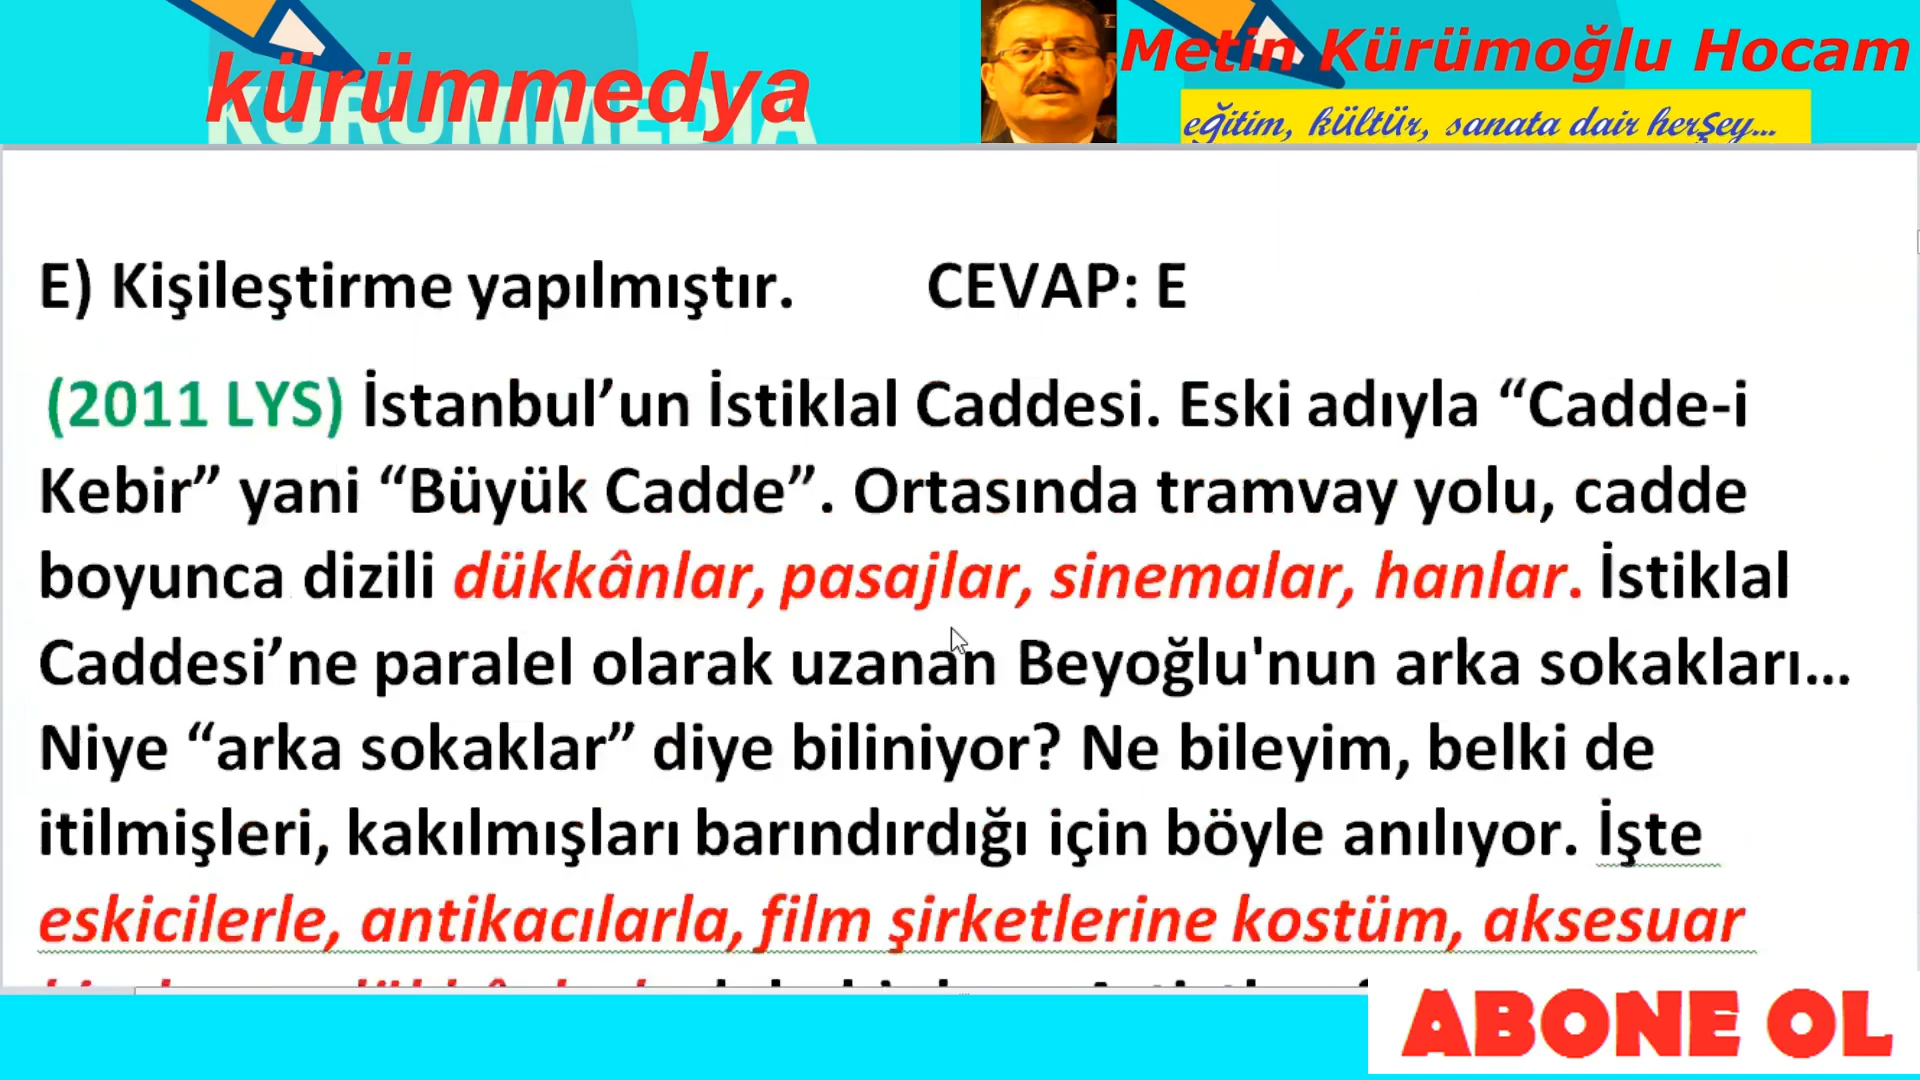 kürümmedya
KURUMMEDIA
Metin Kürümoğlu Hocam
eğitim, kültür, sanata dair herşey...
E) Kişileştirme yapılmıştır. CEVAP: E
(2011 LYS) İstanbul’un İstiklal Caddesi. Eski adıyla “Cadde-i
Kebir” yani “Büyük Cadde”. Ortasında tramvay yolu, cadde
boyunca dizili dükkânlar, pasajlar, sinemalar, hanlar. İstiklal
Caddesi’ne paralel olarak uzanan Beyoğlu'nun arka sokakları...
Niye “arka sokaklar” diye biliniyor? Ne bileyim, belki de
itilmişleri, kakılmışları barındırdığı için böyle anılıyor. İşte
eskicilerle, antikacılarla, film şirketlerine kostüm, aksesuar
ABONE OL